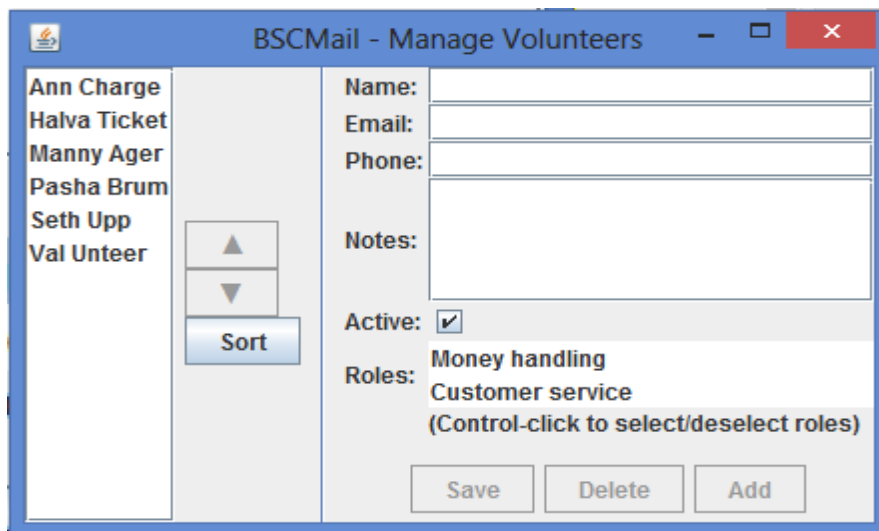 BSCMail - Manage Volunteers
Ann Charge
Halva Ticket
Manny Ager
Pasha Brum
Seth Upp
Val Unteer
Sort
Name:
Email:
Phone:
Notes:
Active:
Roles:
Money handling
Customer service
(Control-click to select/deselect roles)
Save Delete Add